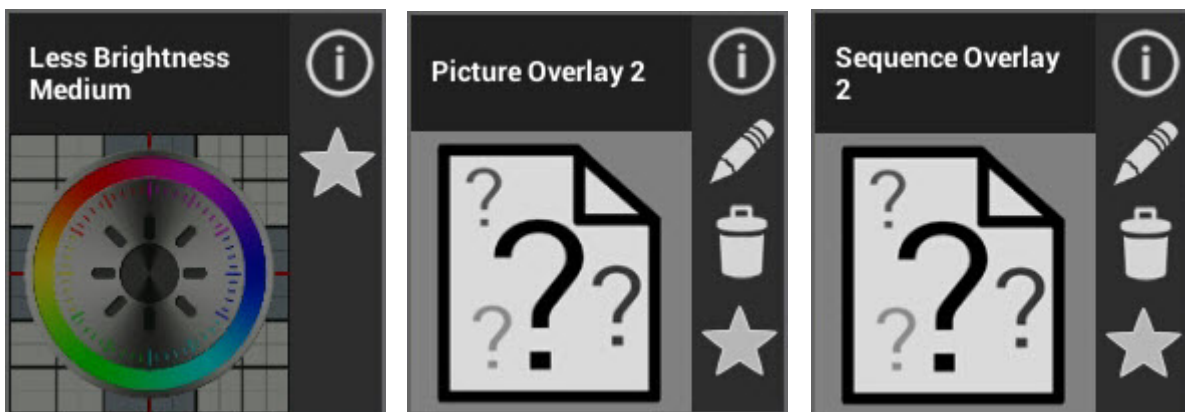 Less Brightness
Medium
Picture Overlay 2
Sequence Overlay
2